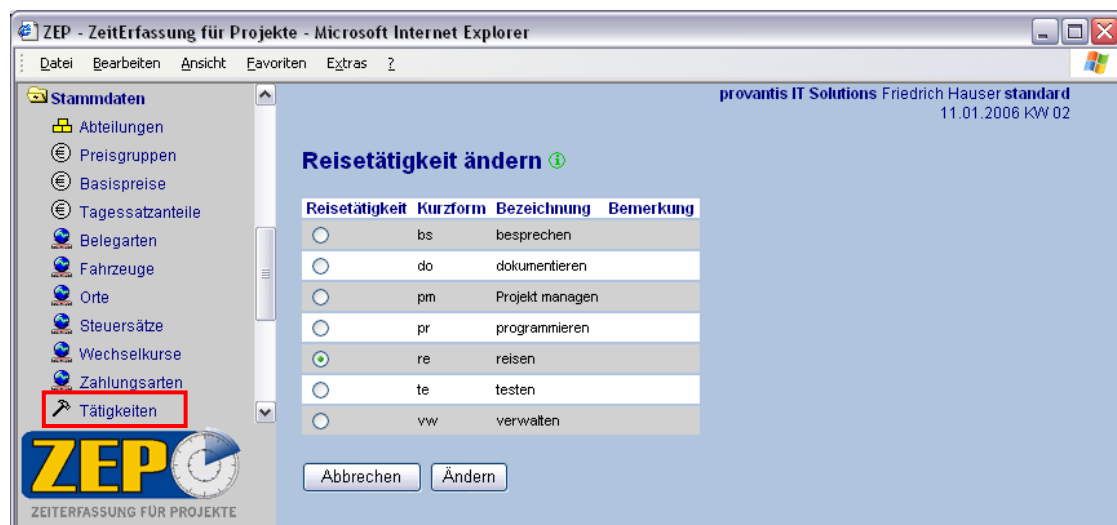 ZEP - ZeitErfassung für Projekte - Microsoft Internet Explorer
Datei Bearbeiten Ansicht Favoriten Extras ?
Stammdaten
Abteilungen
Preisgruppen
Basispreise
Tagessatzanteile
Belegarten
Fahrzeuge
Orte
Steuersätze
Wechselkurse
Zahlungsarten
Tätigkeiten
ZEP
ZEITERFASSUNG FÜR PROJEKTE
provantis IT Solutions Friedrich Hauser standard
11.01.2006 KW 02
Reisetätigkeit ändern
Reisetätigkeit Kurzform Bezeichnung Bemerkung
bs besprechen
do dokumentieren
pm Projekt managen
pr programmieren
re reisen
te testen
vw verwalten
Abbrechen Ändern